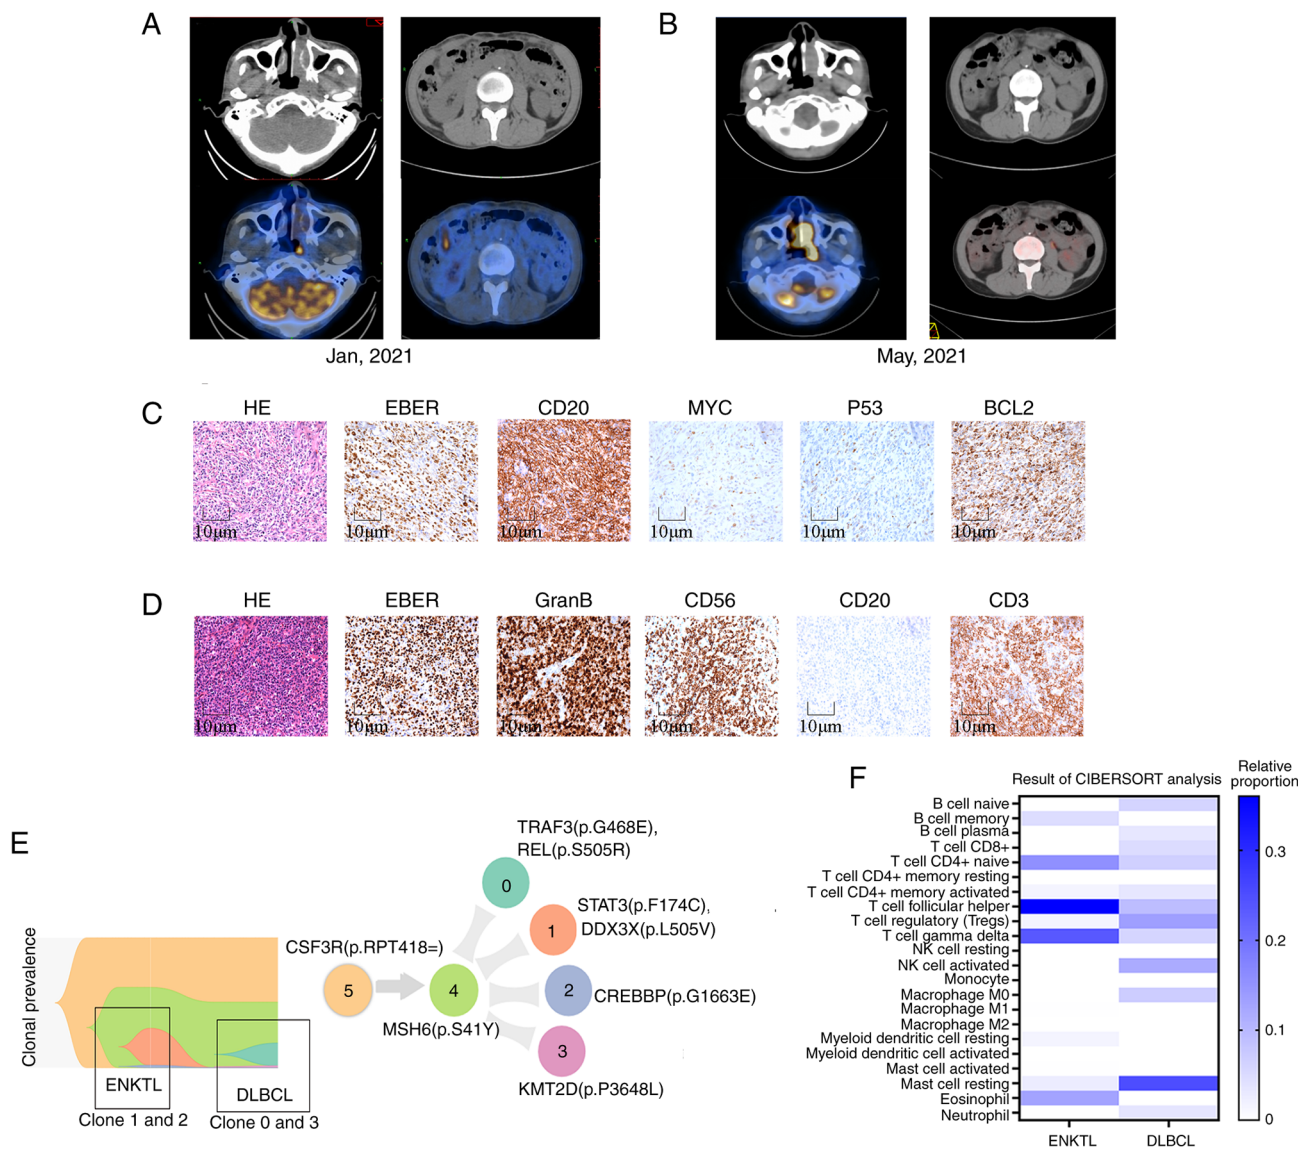 A
B
Jan, 2021
May, 2021
C
HE
EBER
CD20
MYC
P53
BCL2
10μm
10μm
10μm
10μm
10μm
10μm
D
HE
EBER
GranB
CD56
CD20
CD3
10μm
10μm
10μm
10μm
10μm
10μm
E
Clonal prevalence
ENKTL
Clone 1 and 2
DLBCL
Clone 0 and 3
CSF3R(p.RPT418=)
5
4
MSH6(p.S41Y)
TRAF3(p.G468E),
REL(p.S505R)
0
STAT3(p.F174C),
DDX3X(p.L505V)
1
2
CREBBP(p.G1663E)
3
KMT2D(p.P3648L)
F
Result of CIBERSORT analysis
Relative
proportion
B cell naive
B cell memory
B cell plasma
T cell CD8+
T cell CD4+ naive
T cell CD4+ memory resting
T cell CD4+ memory activated
T cell follicular helper
T cell regulatory (Tregs)
T cell gamma delta
NK cell resting
NK cell activated
Monocyte
Macrophage M0
Macrophage M1
Macrophage M2
Myeloid dendritic cell resting
Myeloid dendritic cell activated
Mast cell activated
Mast cell resting
Eosinophil
Neutrophil
ENKTL
DLBCL
0.3
0.2
0.1
0